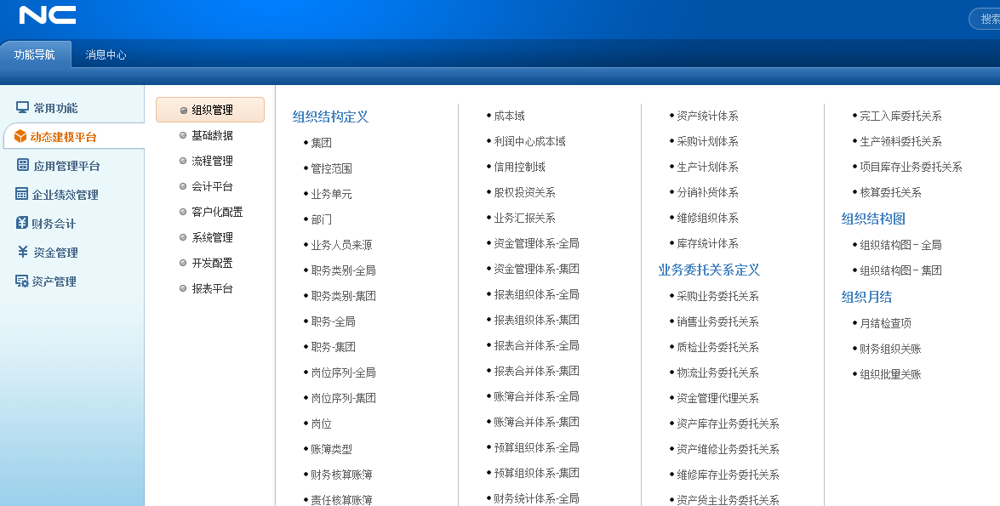 NC
搜索
功能导航
消息中心
常用功能
动态建模平台
应用管理平台
企业绩效管理
财务会计
资金管理
资产管理
组织管理
基础数据
流程管理
会计平台
客户化配置
系统管理
开发配置
报表平台
组织结构定义
集团
管控范围
业务单元
部门
业务人员来源
职务类别-全局
职务类别-集团
职务-全局
职务-集团
岗位序列-全局
岗位序列-集团
岗位
账簿类型
财务核算账簿
责任核算账簿
成本域
利润中心成本域
信用控制域
股权投资关系
业务汇报关系
资金管理体系-全局
资金管理体系-集团
报表组织体系-全局
报表组织体系-集团
报表合并体系-全局
报表合并体系-集团
账簿合并体系-全局
账簿合并体系-集团
预算组织体系-全局
预算组织体系-集团
财务统计体系-全局
资产统计体系
采购计划体系
生产计划体系
分销补货体系
维修组织体系
库存统计体系
业务委托关系定义
采购业务委托关系
销售业务委托关系
质检业务委托关系
物流业务委托关系
资金管理代理关系
资产库存业务委托关系
资产维修业务委托关系
维修库存业务委托关系
资产货主业务委托关系
完工入库委托关系
生产领料委托关系
项目库存业务委托关系
核算委托关系
组织结构图
组织结构图－全局
组织结构图－集团
组织月结
月结检查项
财务组织关账
组织批量关账